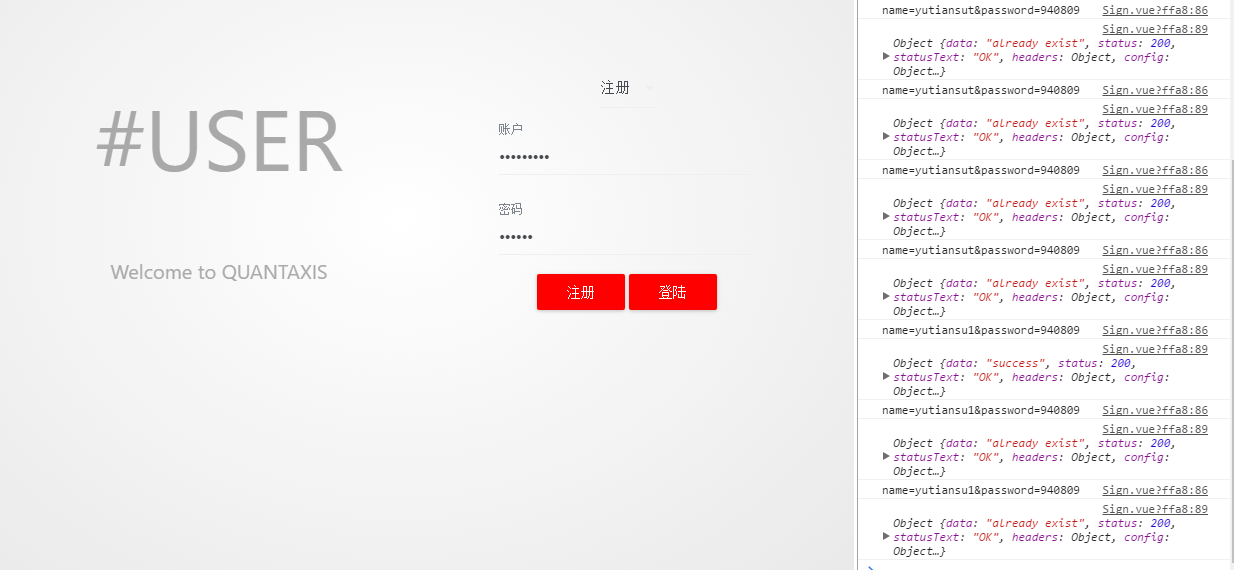 #USER
Welcome to QUANTAXIS
注册
账户
•••••••••
密码
••••••
注册 登陆
name=yutiansut&password=940809 Sign.vue?ffa8:86
Sign.vue?ffa8:89
Object {data: "already exist", status: 200,
statusText: "OK", headers: Object, config:
Object…}
name=yutiansut&password=940809 Sign.vue?ffa8:86
Sign.vue?ffa8:89
Object {data: "already exist", status: 200,
statusText: "OK", headers: Object, config:
Object…}
name=yutiansut&password=940809 Sign.vue?ffa8:86
Sign.vue?ffa8:89
Object {data: "already exist", status: 200,
statusText: "OK", headers: Object, config:
Object…}
name=yutiansut&password=940809 Sign.vue?ffa8:86
Sign.vue?ffa8:89
Object {data: "already exist", status: 200,
statusText: "OK", headers: Object, config:
Object…}
name=yutiansu1&password=940809 Sign.vue?ffa8:86
Sign.vue?ffa8:89
Object {data: "success", status: 200,
statusText: "OK", headers: Object, config:
Object…}
name=yutiansu1&password=940809 Sign.vue?ffa8:86
Sign.vue?ffa8:89
Object {data: "already exist", status: 200,
statusText: "OK", headers: Object, config:
Object…}
name=yutiansu1&password=940809 Sign.vue?ffa8:86
Sign.vue?ffa8:89
Object {data: "already exist", status: 200,
statusText: "OK", headers: Object, config:
Object…}